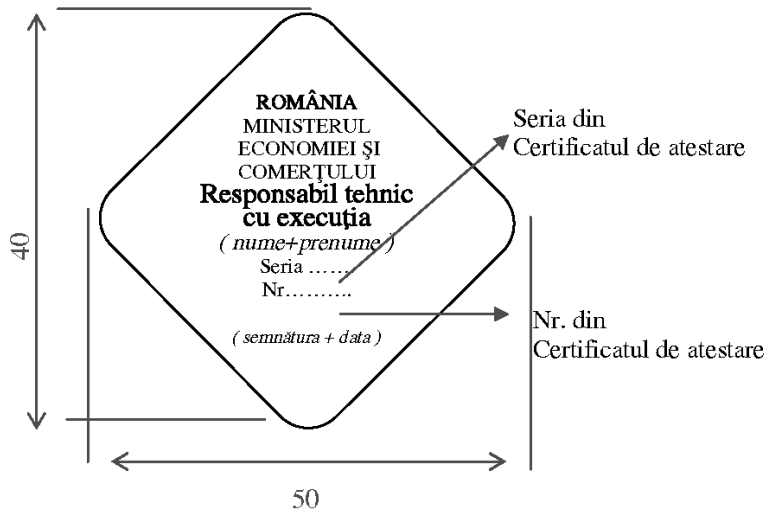 ROMÂNIA
MINISTERUL
ECONOMIEI ŞI
COMERŢULUI
Responsabil tehnic
cu execuţia
( nume+prenume )
Seria ......
Nr..........
( semnătura + data )
Seria din
Certificatul de atestare
Nr. din
Certificatul de atestare
40
50